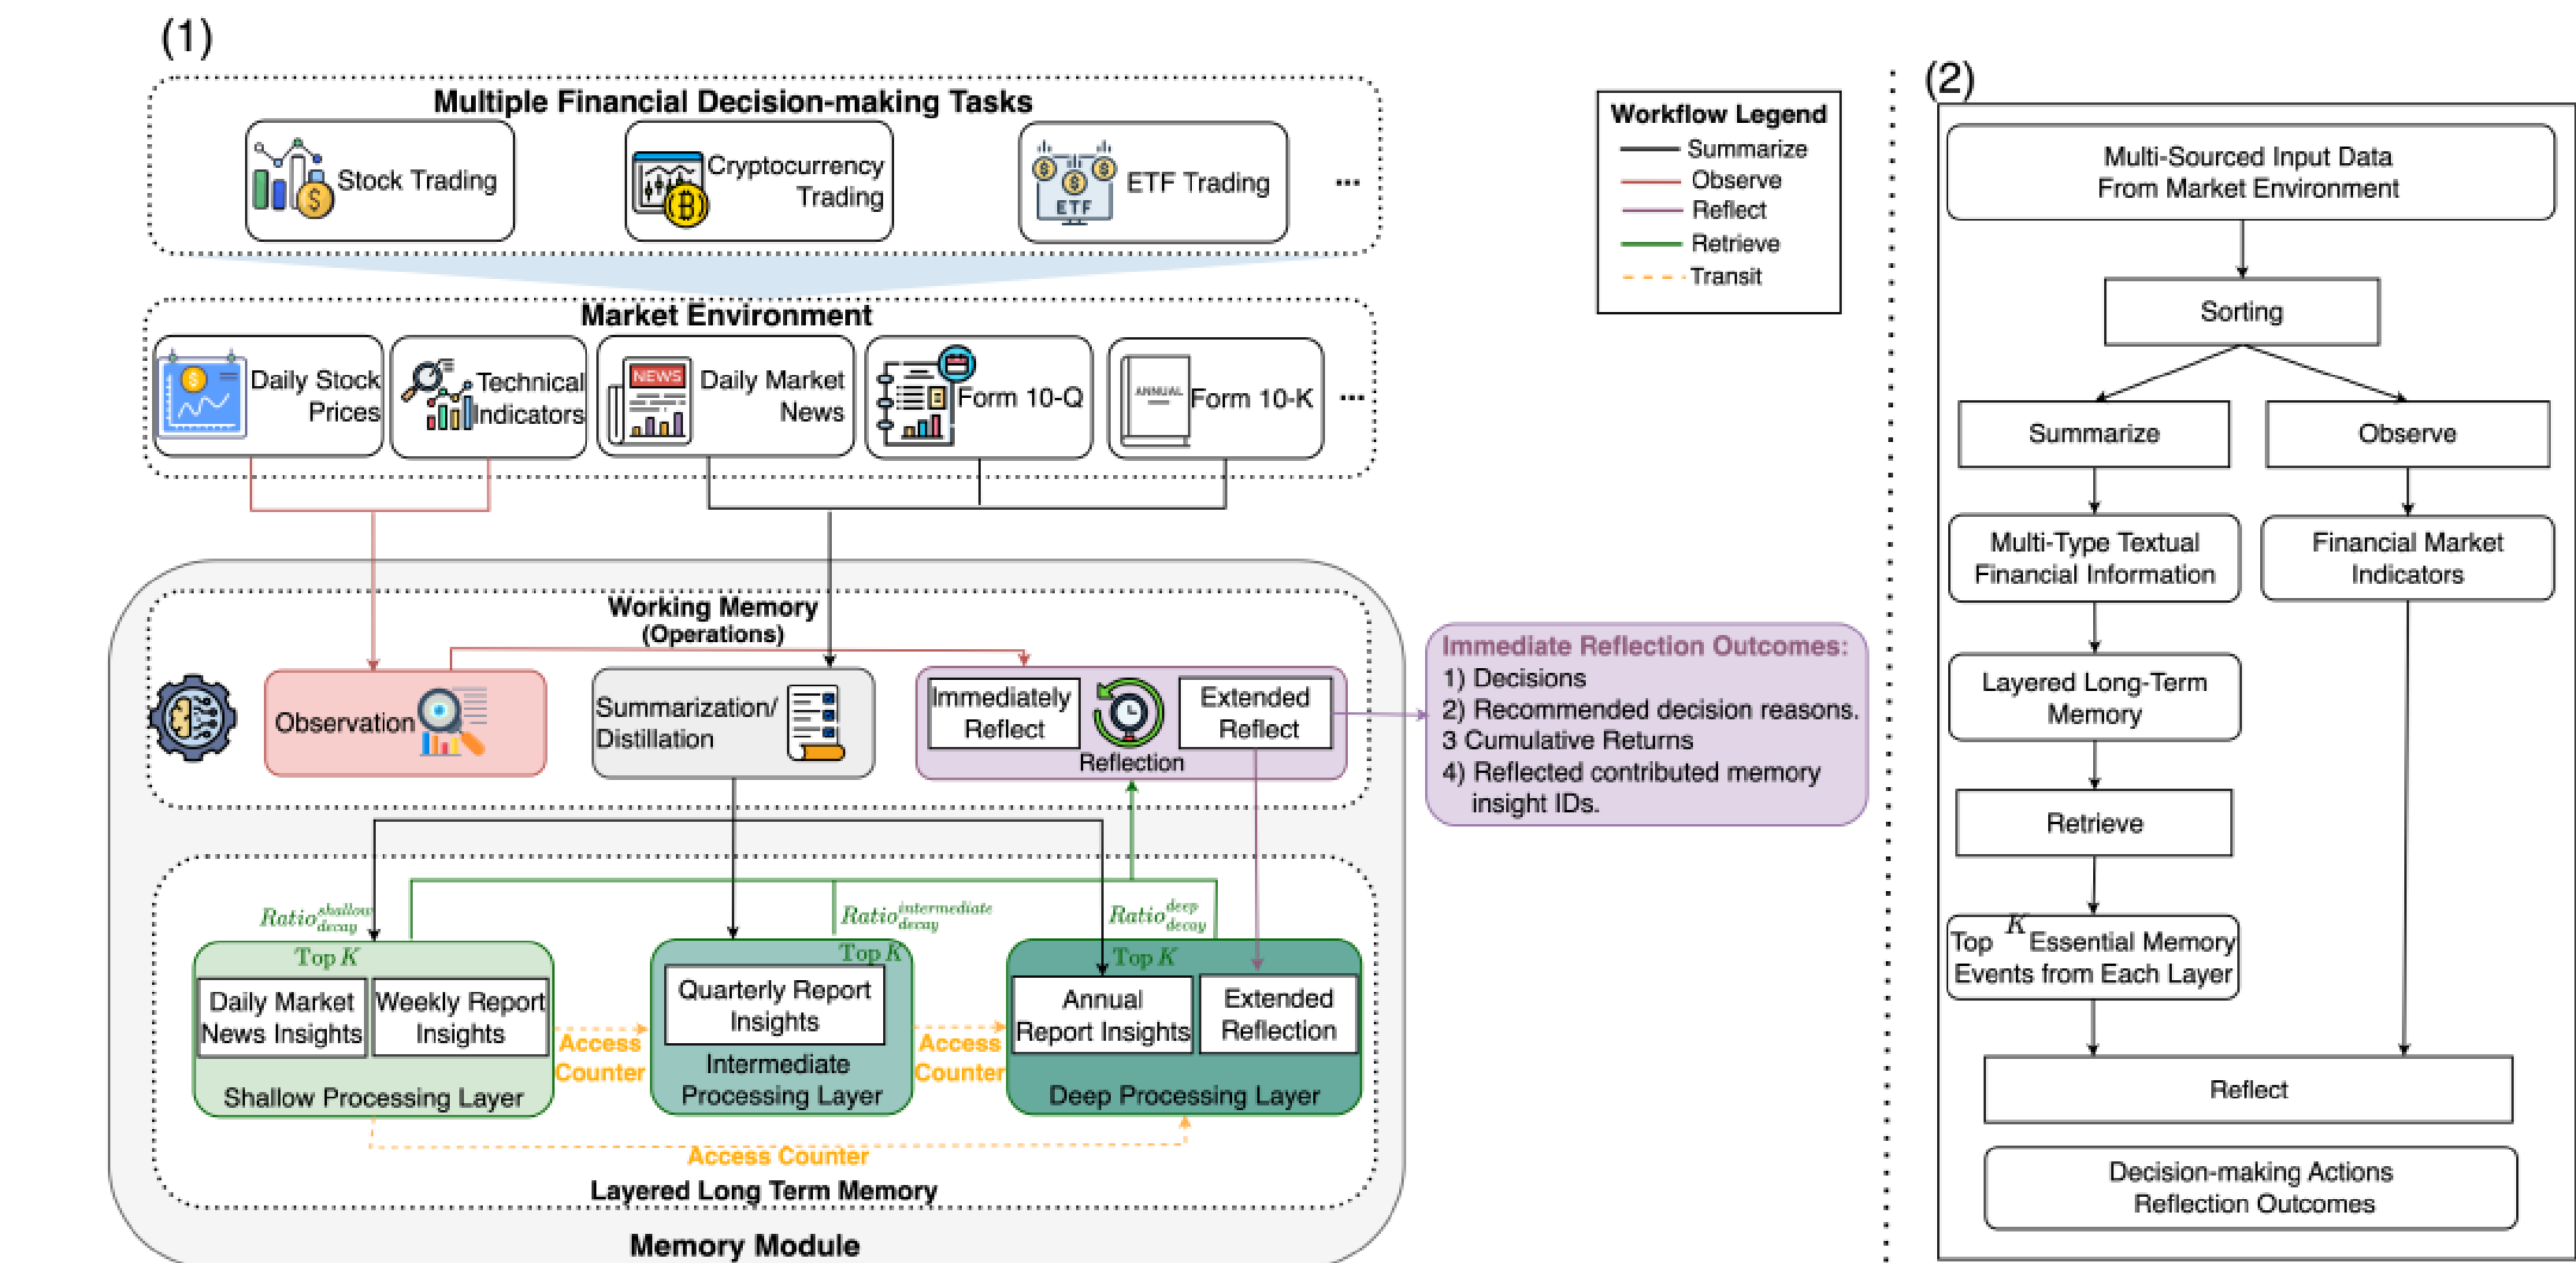 (1)
Multiple Financial Decision-making Tasks
Stock Trading
Cryptocurrency
Trading
ETF
ETF Trading
...
Market Environment
Daily Stock
Prices
Technical
Indicators
NEWS
Daily Market
News
Form 10-Q
ANNUAL
Form 10-K
...
Workflow Legend
Summarize
Observe
Reflect
Retrieve
Transit
Working Memory
(Operations)
Observation
Summarization/
Distillation
Immediately
Reflect
Reflection
Extended
Reflect
Immediate Reflection Outcomes:
1) Decisions
2) Recommended decision reasons.
3 Cumulative Returns
4) Reflected contributed memory
insight IDs.
Ratio^{shallow}_{decay}
Ratio^{intermediate}_{decay}
Ratio^{deep}_{decay}
Top K
Daily Market
News Insights
Weekly Report
Insights
Shallow Processing Layer
Access
Counter
Top K
Quarterly Report
Insights
Intermediate
Processing Layer
Access
Counter
Top K
Annual
Report Insights
Extended
Reflection
Deep Processing Layer
Access Counter
Layered Long Term Memory
Memory Module
(2)
Multi-Sourced Input Data
From Market Environment
Sorting
Summarize
Observe
Multi-Type Textual
Financial Information
Financial Market
Indicators
Layered Long-Term
Memory
Retrieve
Top K Essential Memory
Events from Each Layer
Reflect
Decision-making Actions
Reflection Outcomes